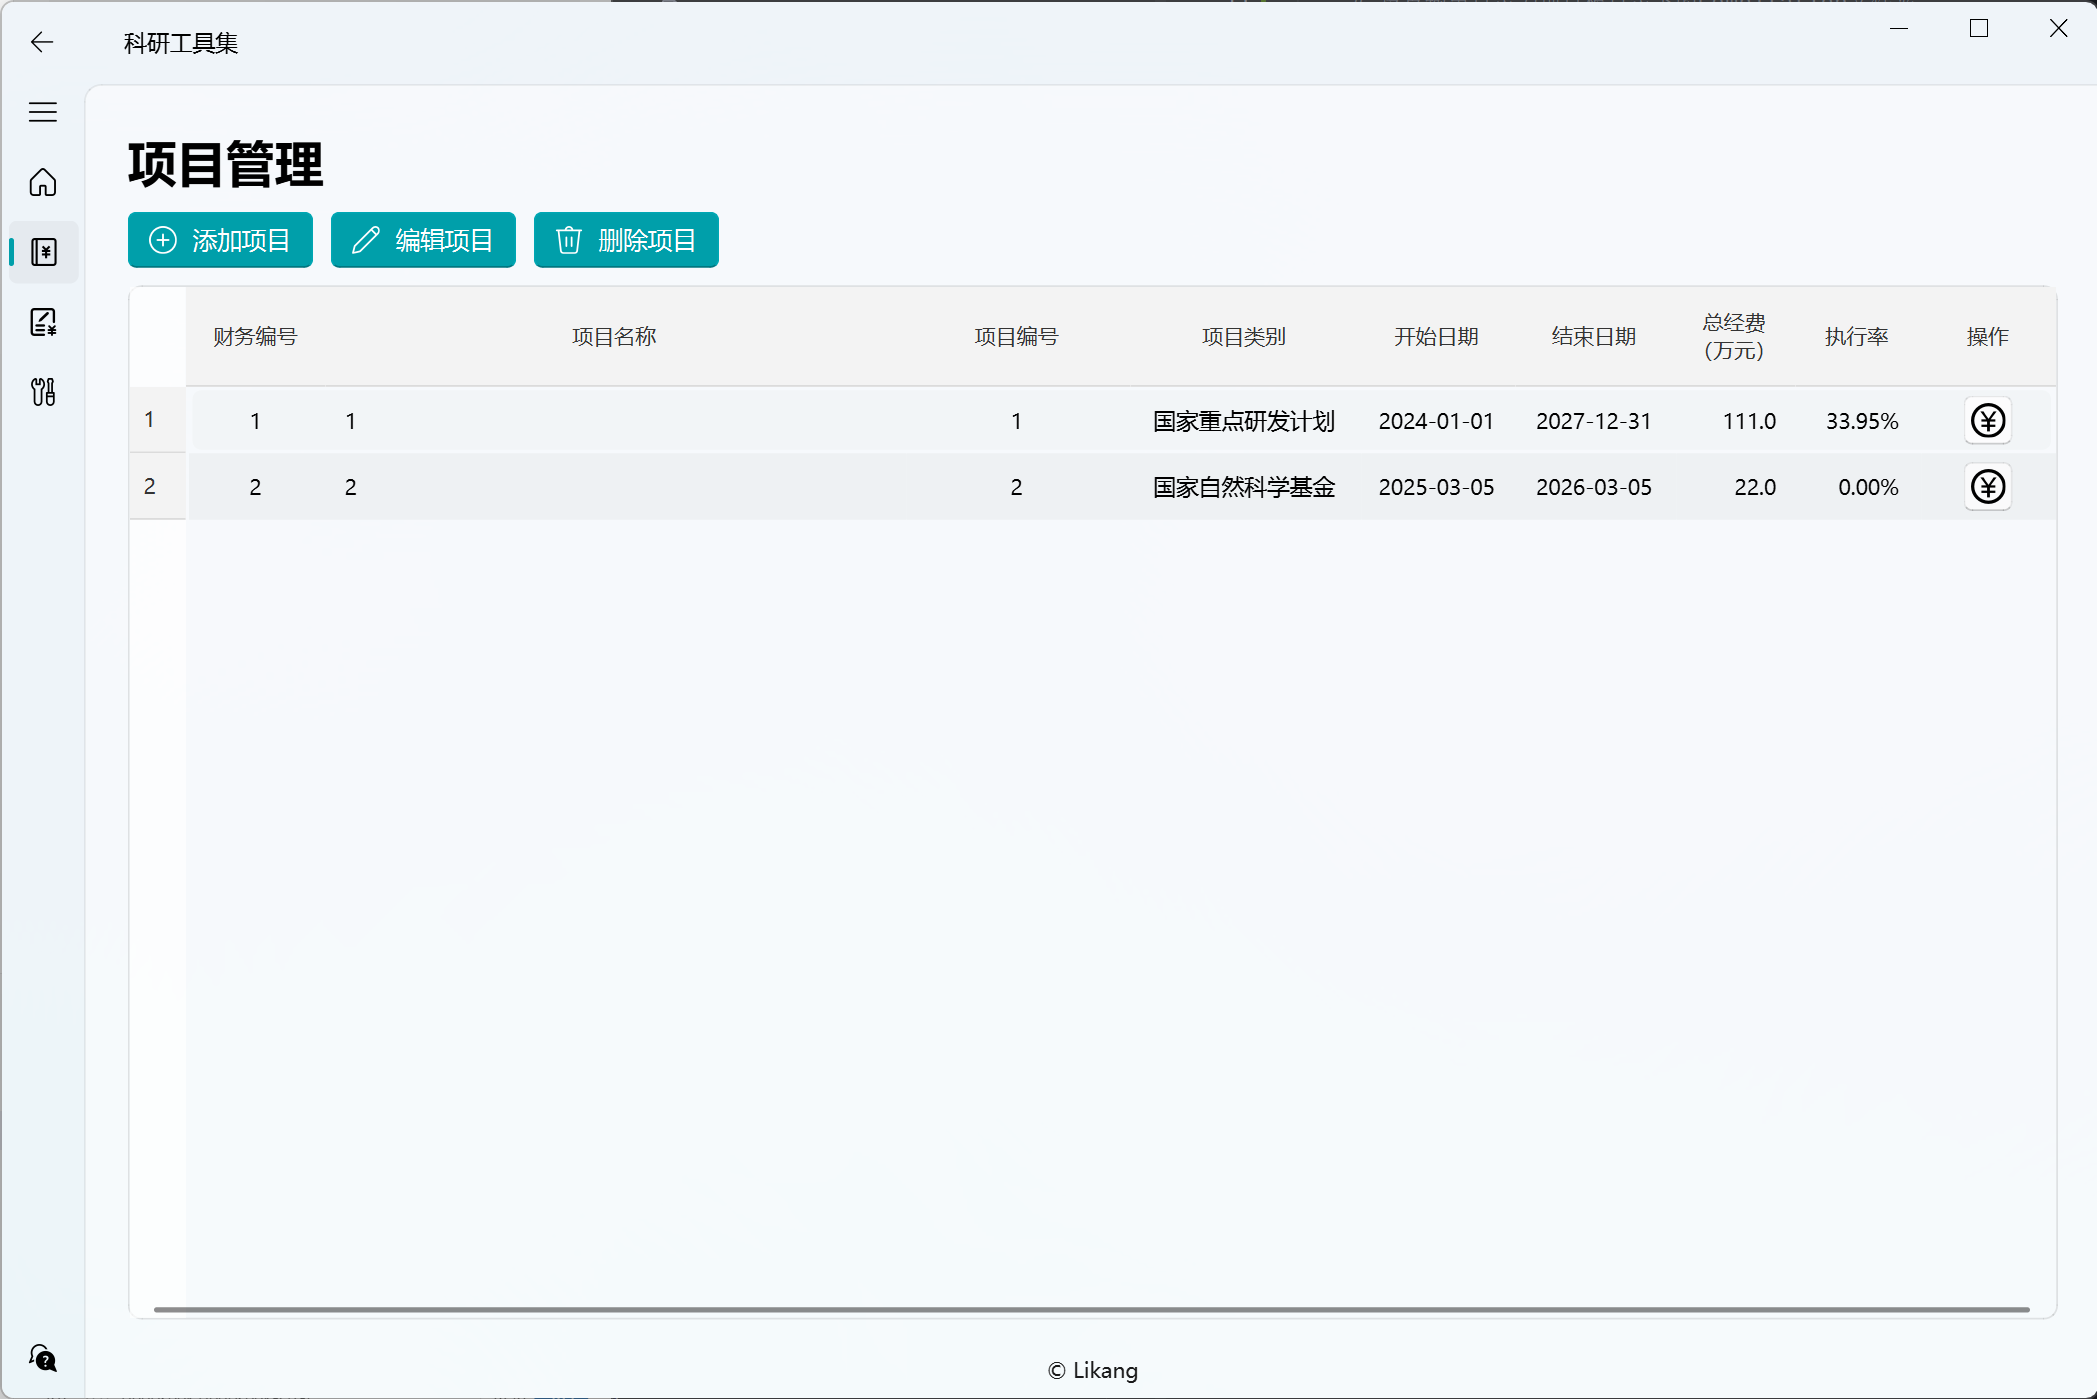 科研工具集
项目管理
添加项目 编辑项目 删除项目
财务编号 项目名称 项目编号 项目类别 开始日期 结束日期 总经费 执行率 操作
(万元)
1 1 1 1 国家重点研发计划 2024-01-01 2027-12-31 111.0 33.95%
2 2 2 2 国家自然科学基金 2025-03-05 2026-03-05 22.0 0.00%
© Likang